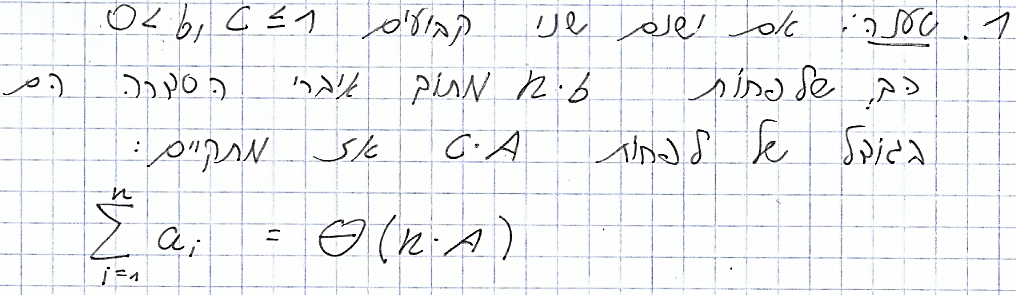 1. טענה: אם ישנם שני קבועים 0 < b, c ≤ 1
כך, שלפחות n·b מתוך איברי הסדרה הם
בגודל של לפחות C·A אז מתקיים:
\sum_{i=1}^{n} a_i = Θ(n·A)